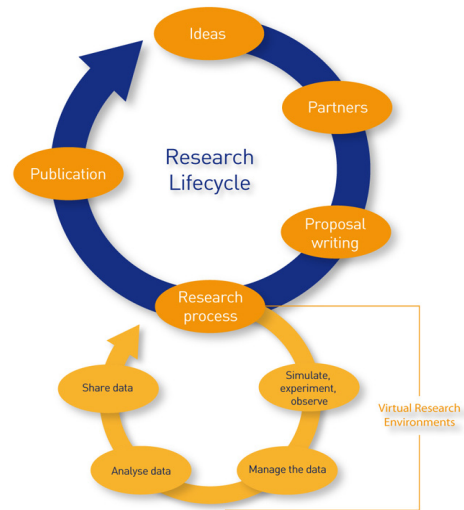 Ideas
Partners
Research
Lifecycle
Publication
Proposal
writing
Research
process
Simulate,
experiment,
observe
Share data
Virtual Research
Environments
Manage the data
Analyse data